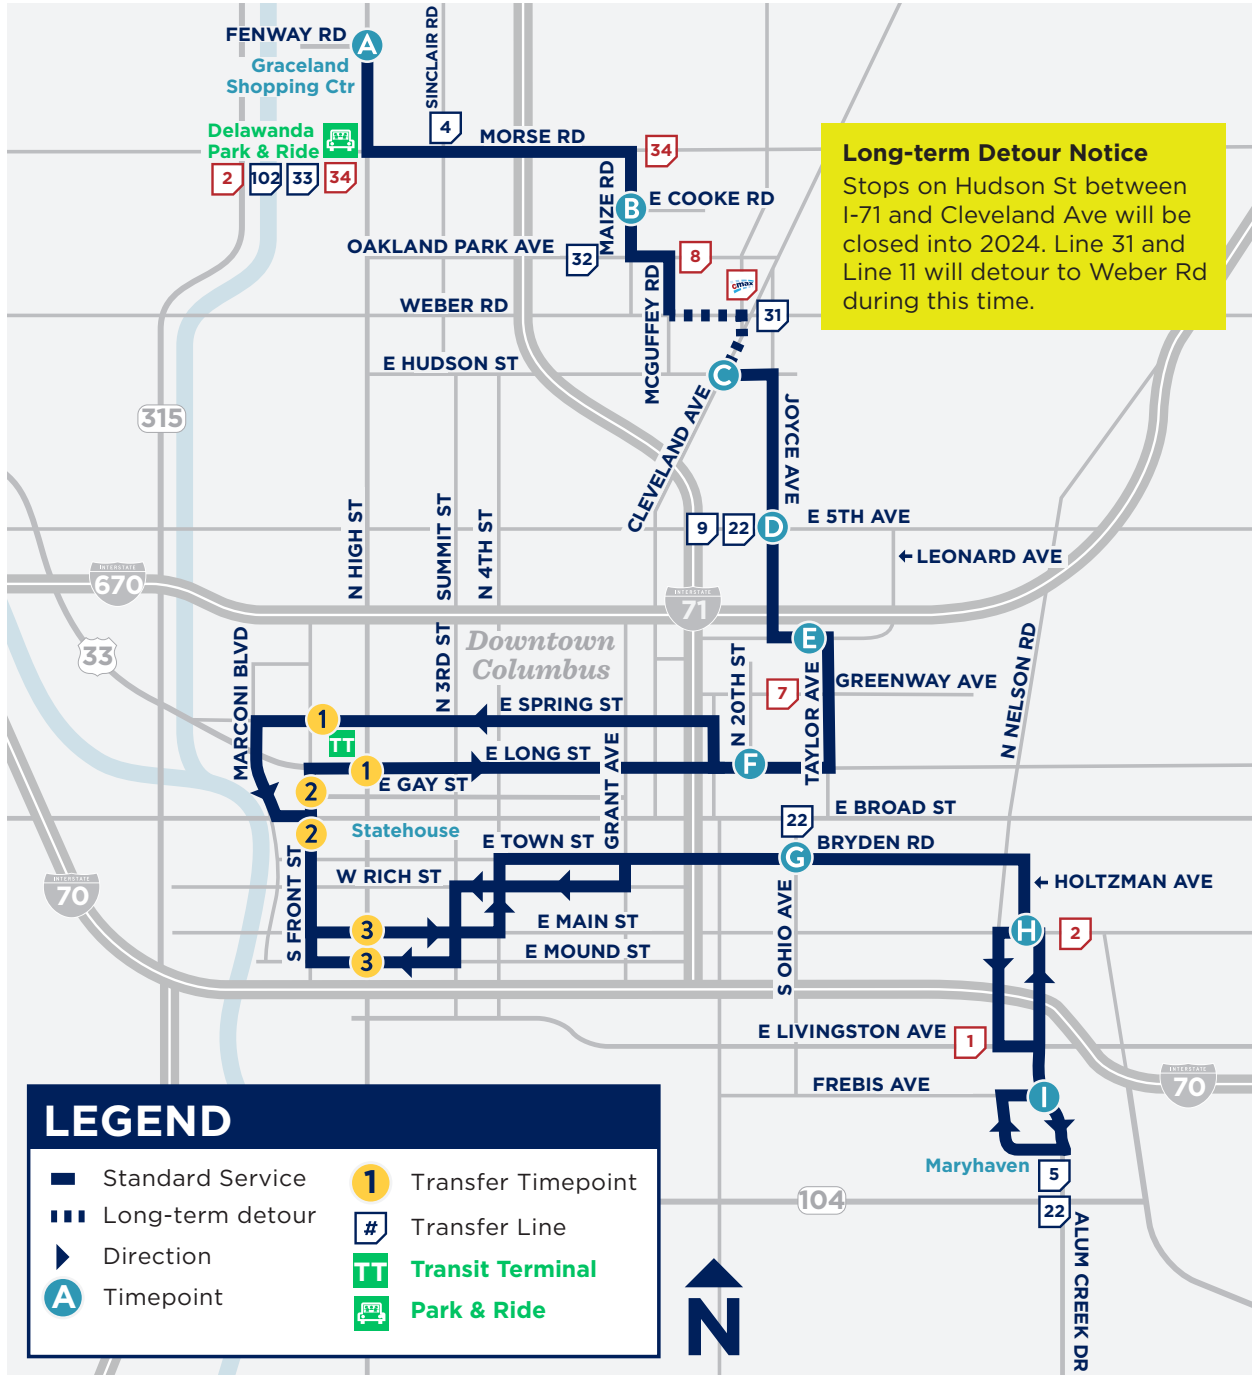 FENWAY RD
A
Graceland
Shopping Ctr
SINCLAIR RD
Delawanda
Park & Ride
2
102
33
34
4
MORSE RD
34
MAIZE RD
B
E COOKE RD
OAKLAND PARK AVE
32
8
MCGUFFEY RD
cmax
WEBER RD
31
E HUDSON ST
C
CLEVELAND AVE
JOYCE AVE
Long-term Detour Notice
Stops on Hudson St between
I-71 and Cleveland Ave will be
closed into 2024. Line 31 and
Line 11 will detour to Weber Rd
during this time.
315
N HIGH ST
SUMMIT ST
N 4TH ST
9
22
D
E 5TH AVE
LEONARD AVE
INTERSTATE
670
INTERSTATE
71
33
MARCONI BLVD
N 3RD ST
Downtown
Columbus
E
N 20TH ST
7
TAYLOR AVE
GREENWAY AVE
N NELSON RD
1
E SPRING ST
TT
1
E LONG ST
F
E GAY ST
GRANT AVE
2
2
Statehouse
E BROAD ST
22
E TOWN ST
G
BRYDEN RD
W RICH ST
HOLTZMAN AVE
INTERSTATE
70
S FRONT ST
3
E MAIN ST
3
E MOUND ST
S OHIO AVE
H
2
E LIVINGSTON AVE
1
FREBIS AVE
I
INTERSTATE
70
Maryhaven
5
22
104
ALUM CREEK DR
LEGEND
Standard Service
Long-term detour
Direction
A
Timepoint
1
Transfer Timepoint
#
Transfer Line
TT
Transit Terminal
Park & Ride
N